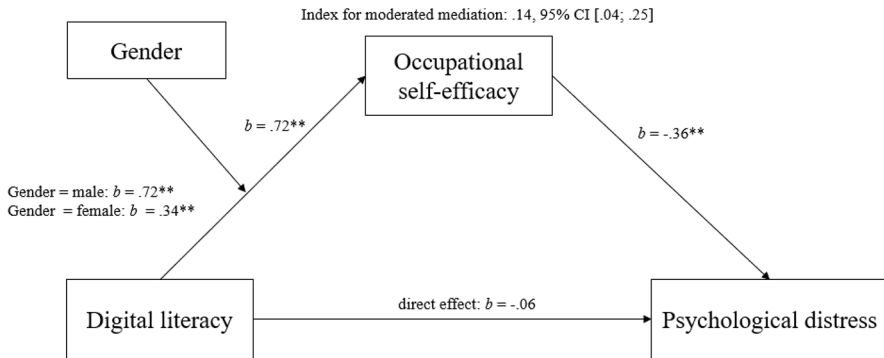 Index for moderated mediation: .14, 95% CI [.04; .25]
Gender
Occupational
self-efficacy
b = .72**
b = -.36**
Gender = male: b = .72**
Gender = female: b = .34**
Digital literacy
direct effect: b = -.06
Psychological distress